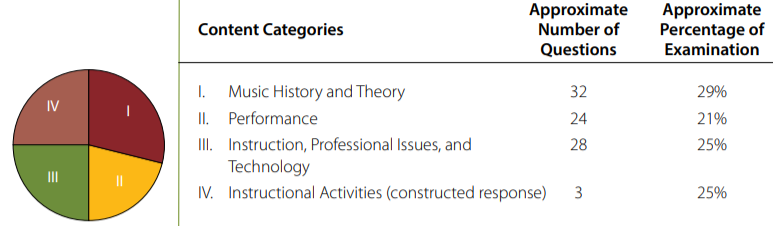 Content Categories
Approximate Number of Questions
Approximate Percentage of Examination
I. Music History and Theory 32 29%
II. Performance 24 21%
III. Instruction, Professional Issues, and Technology 28 25%
IV. Instructional Activities (constructed response) 3 25%
IV
I
III
II